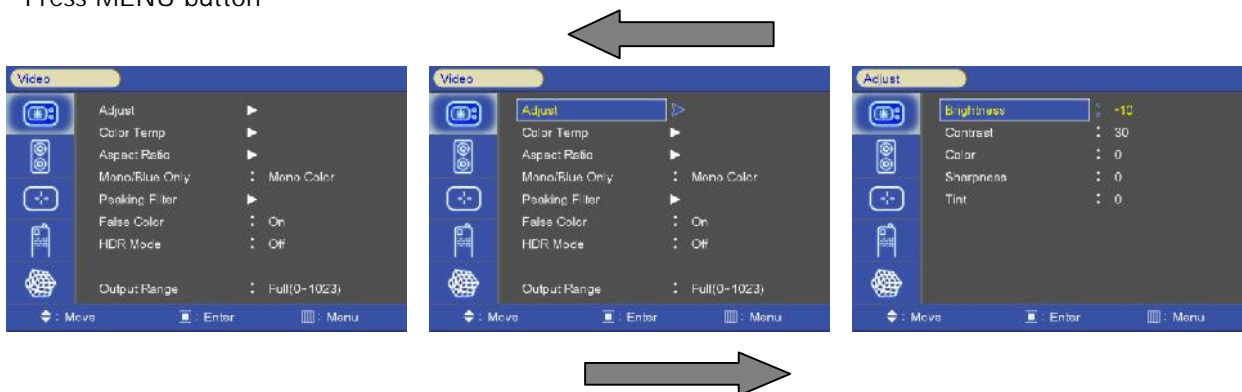 Press MENU button
Video
Adjust
Color Temp
Aspect Ratio
Mono/Blue Only : Mono Color
Peaking Filter
False Color : On
HDR Mode : Off
Output Range : Full(0~1023)
: Move : Enter : Menu
Video
Adjust
Color Temp
Aspect Ratio
Mono/Blue Only : Mono Color
Peaking Filter
False Color : On
HDR Mode : Off
Output Range : Full(0~1023)
: Move : Enter : Menu
Adjust
Brightness : -10
Contrast : 30
Color : 0
Sharpness : 0
Tint : 0
: Move : Enter : Menu